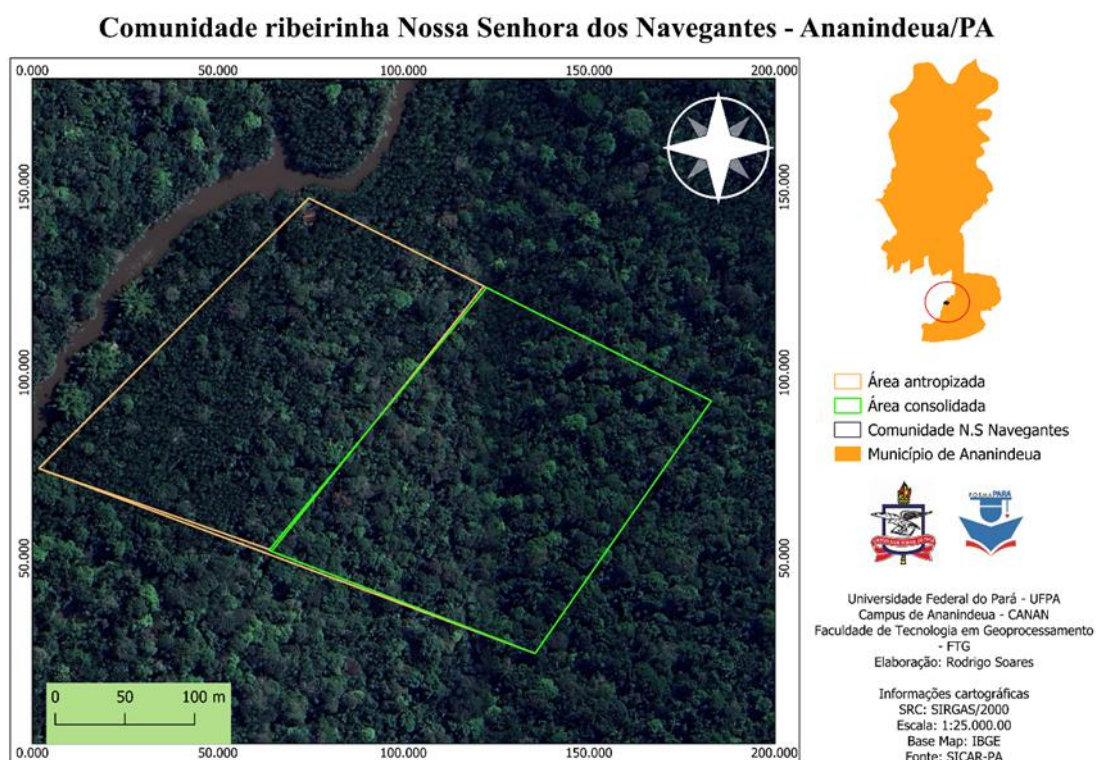 Comunidade ribeirinha Nossa Senhora dos Navegantes - Ananindeua/PA
0.000 50.000 100.000 150.000 200.000
150.000 150.000
100.000 100.000
50.000 50.000
0 50 100 m
0.000 50.000 100.000 150.000 200.000
Área antropizada
Área consolidada
Comunidade N.S Navegantes
Município de Ananindeua
FORMAPARÁ
Universidade Federal do Pará - UFPA
Campus de Ananindeua - CANAN
Faculdade de Tecnologia em Geoprocessamento
- FTG
Elaboração: Rodrigo Soares
Informações cartográficas
SRC: SIRGAS/2000
Escala: 1:25.000.00
Base Map: IBGE
Fonte: SICAR-PA